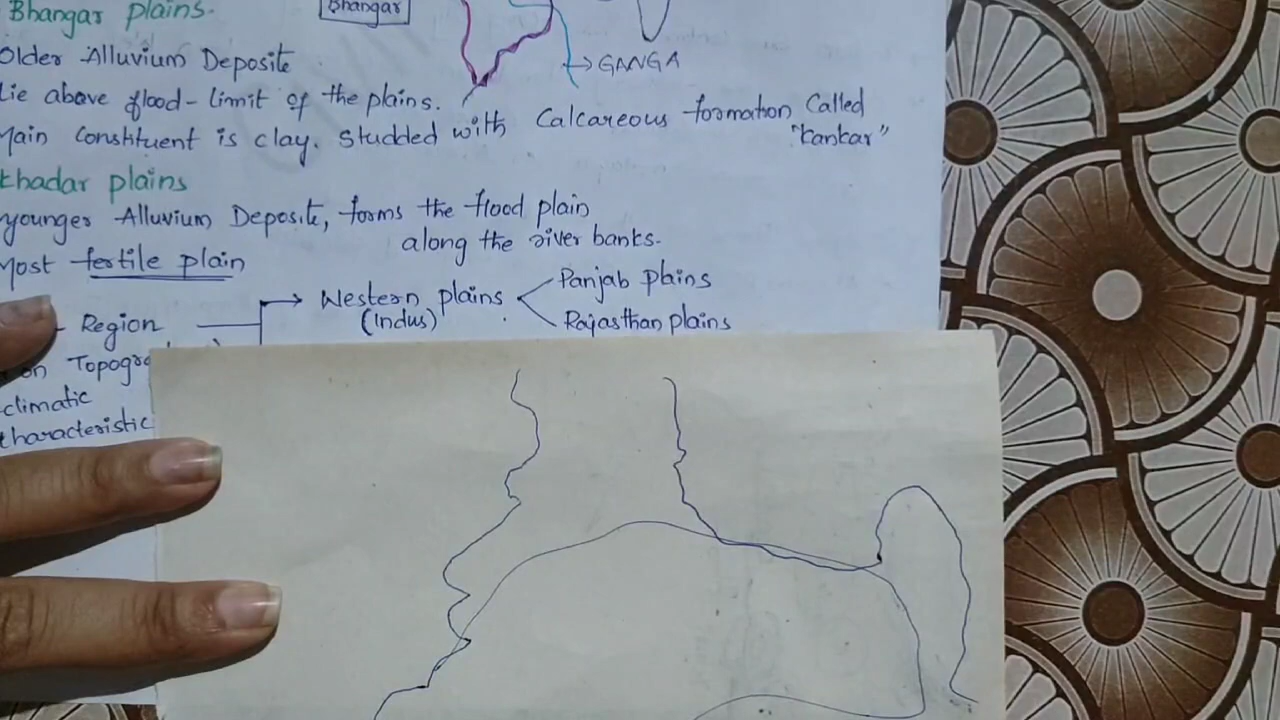 Bhangar plains.
Bhangar
→ GANGA
Older Alluvium Deposite
Lie above flood-limit of the plains.
Main Constituent is clay. Studded with Calcareous formation Called
"kankar"
Khadar plains
younger Alluvium Deposite, forms the flood plain
along the river banks.
Most fertile plain
Region → Western plains
(Indus)
Panjab plains
Rajasthan plains
on Topogra
climatic
characteristic